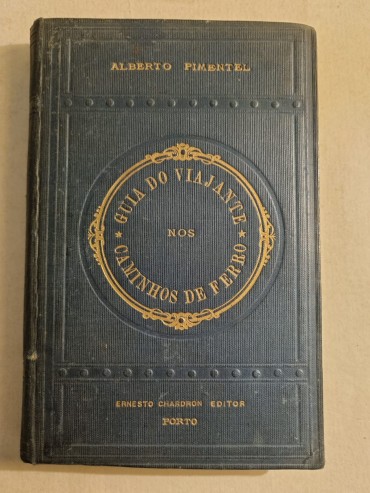 ALBERTO PIMENTEL
GUIA DO VIAJANTE
NOS
CAMINHOS DE FERRO
ERNESTO CHARDRON EDITOR
PORTO